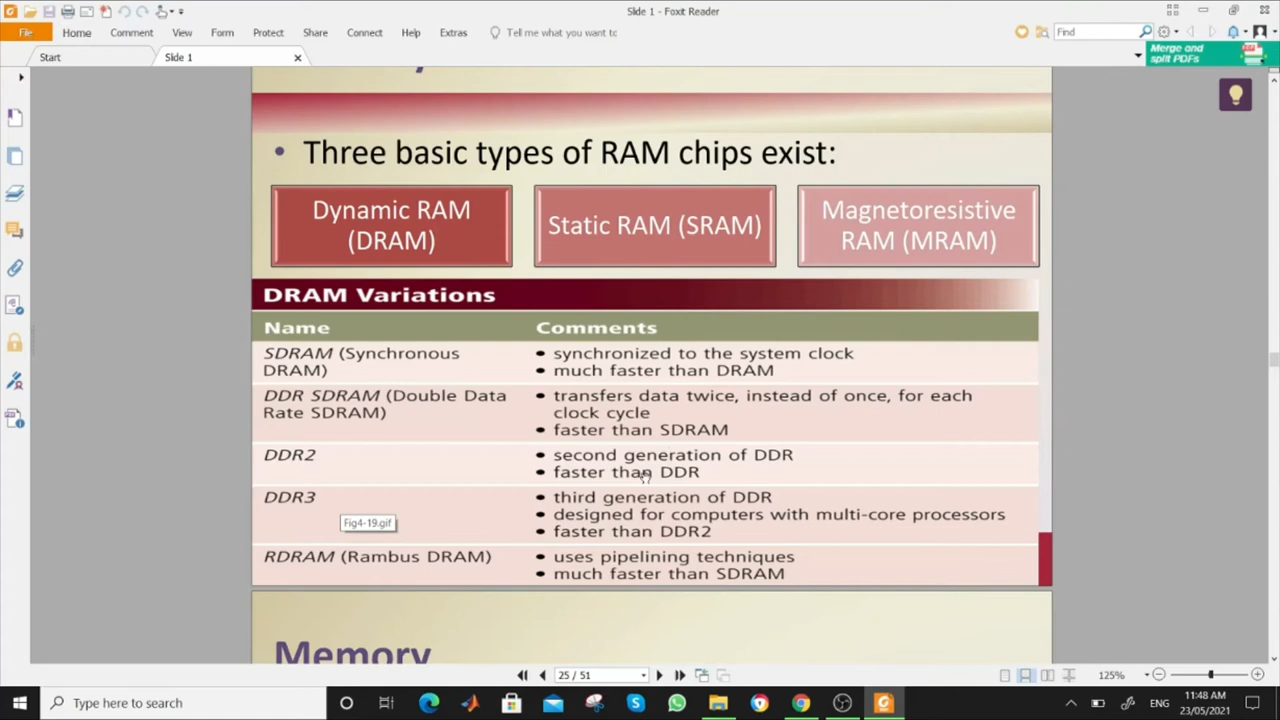 Slide 1 - Foxit Reader
File Home Comment View Form Protect Share Connect Help Extras Tell me what you want to Find
Start Slide 1
Merge and
split PDFs
• Three basic types of RAM chips exist:
Dynamic RAM
(DRAM)
Static RAM (SRAM)
Magnetoresistive
RAM (MRAM)
DRAM Variations
Name Comments
SDRAM (Synchronous
DRAM)
• synchronized to the system clock
• much faster than DRAM
DDR SDRAM (Double Data
Rate SDRAM)
• transfers data twice, instead of once, for each
clock cycle
• faster than SDRAM
DDR2
• second generation of DDR
• faster than DDR
DDR3
• third generation of DDR
• designed for computers with multi-core processors
• faster than DDR2
Fig4-19.gif
RDRAM (Rambus DRAM)
• uses pipelining techniques
• much faster than SDRAM
Memory
25 / 51
125%
Type here to search
ENG
11:48 AM
23/05/2021